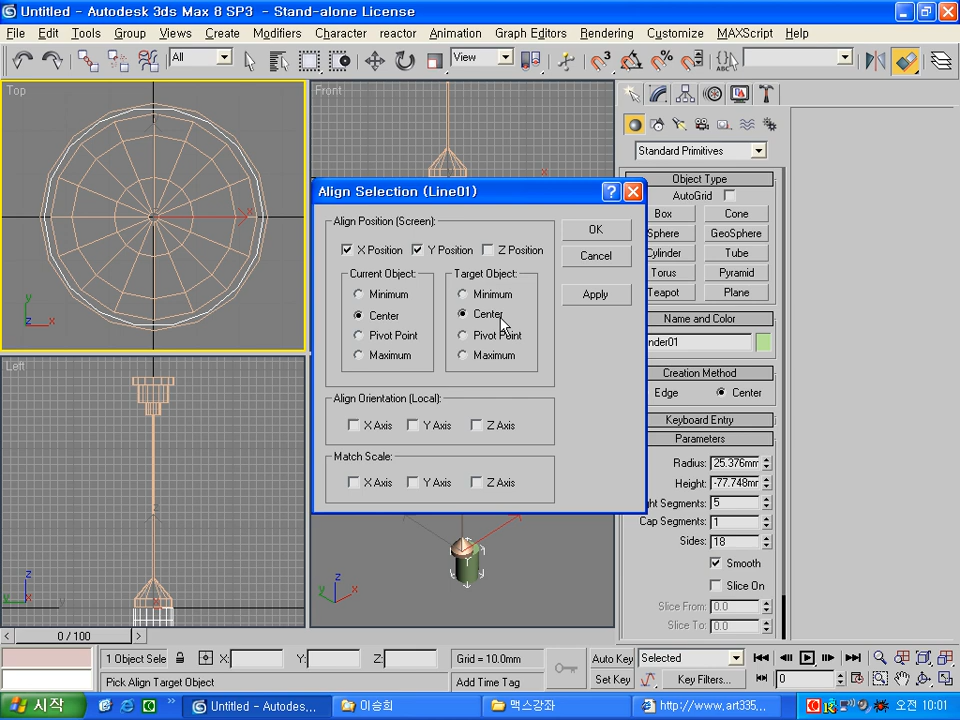 Untitled - Autodesk 3ds Max 8 SP3 - Stand-alone License
File Edit Tools Group Views Create Modifiers Character reactor Animation Graph Editors Rendering Customize MAXScript Help
All View
Top Front
Standard Primitives
Object Type
AutoGrid
Box Cone
Sphere GeoSphere
Cylinder Tube
Torus Pyramid
Teapot Plane
Name and Color
nder01
Creation Method
Edge Center
Keyboard Entry
Parameters
Radius: 25.376mm
Height: -77.748mm
ght Segments: 5
Cap Segments: 1
Sides: 18
Smooth
Slice On
Slice From: 0.0
Slice To: 0.0
Align Selection (Line01)
Align Position (Screen):
X Position Y Position Z Position
Current Object: Target Object:
Minimum Minimum
Center Center
Pivot Point Pivot Point
Maximum Maximum
OK
Cancel
Apply
Align Orientation (Local):
X Axis Y Axis Z Axis
Match Scale:
X Axis Y Axis Z Axis
Left
0 / 100
1 Object Sele X: Y: Z: Grid = 10.0mm Auto Key Selected
Pick Align Target Object Add Time Tag Set Key Key Filters... 0
시작 Untitled - Autodes... 이승희 맥스강좌 http://www.art335... 오전 10:01